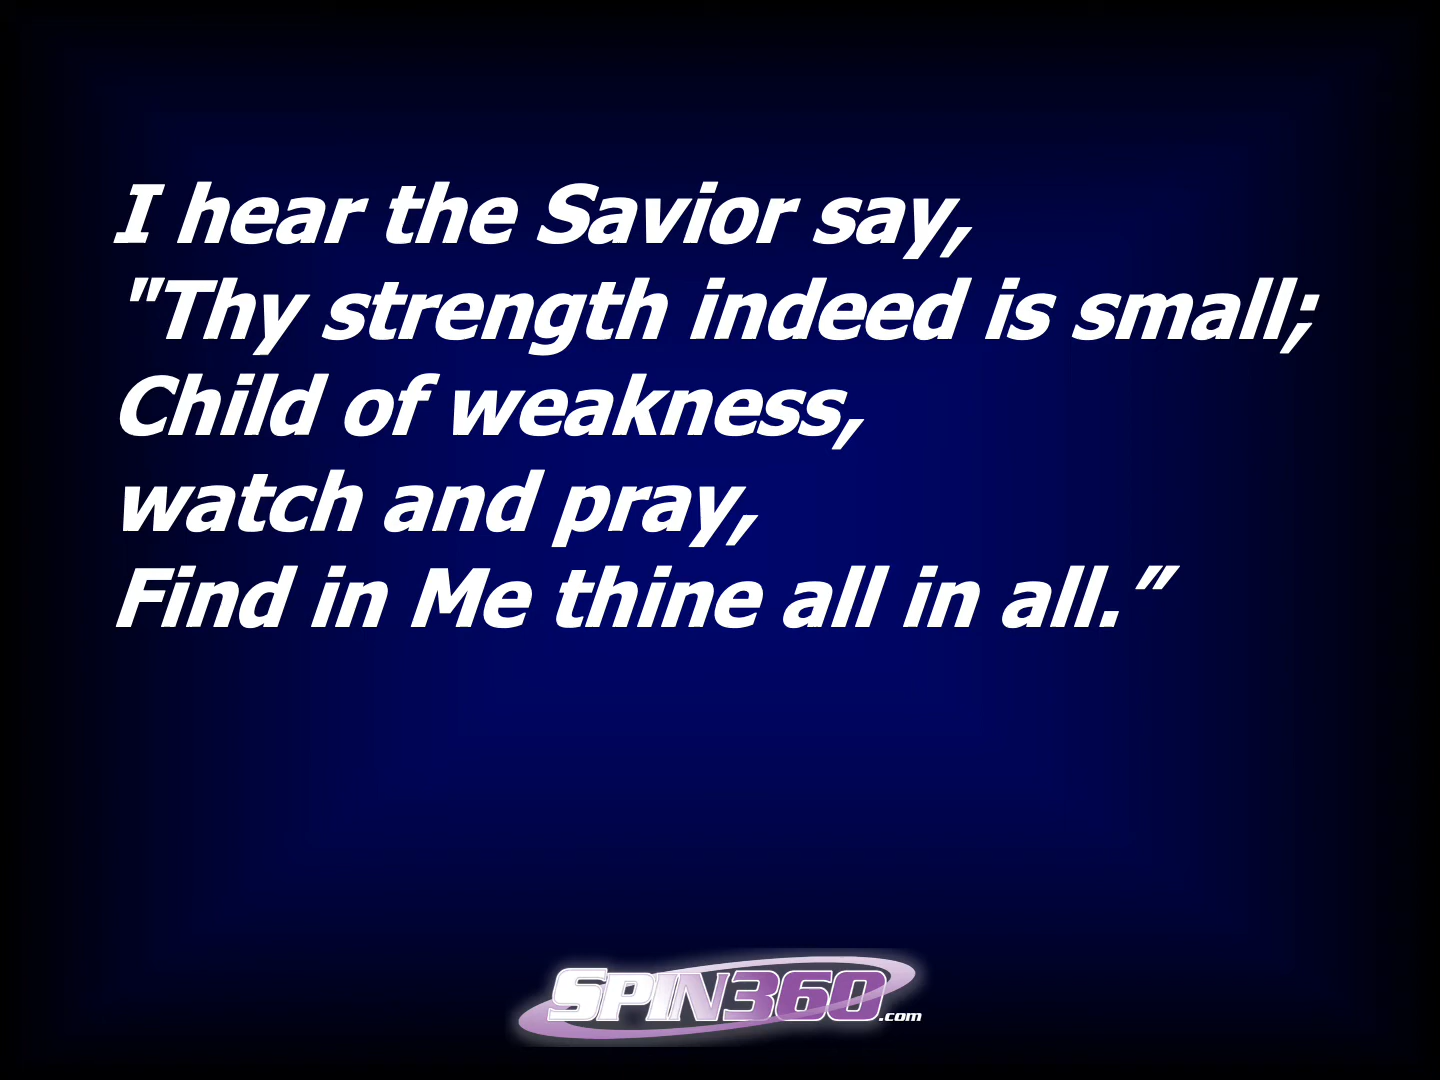 I hear the Savior say,
"Thy strength indeed is small;
Child of weakness,
watch and pray,
Find in Me thine all in all.”
SPIN360.com